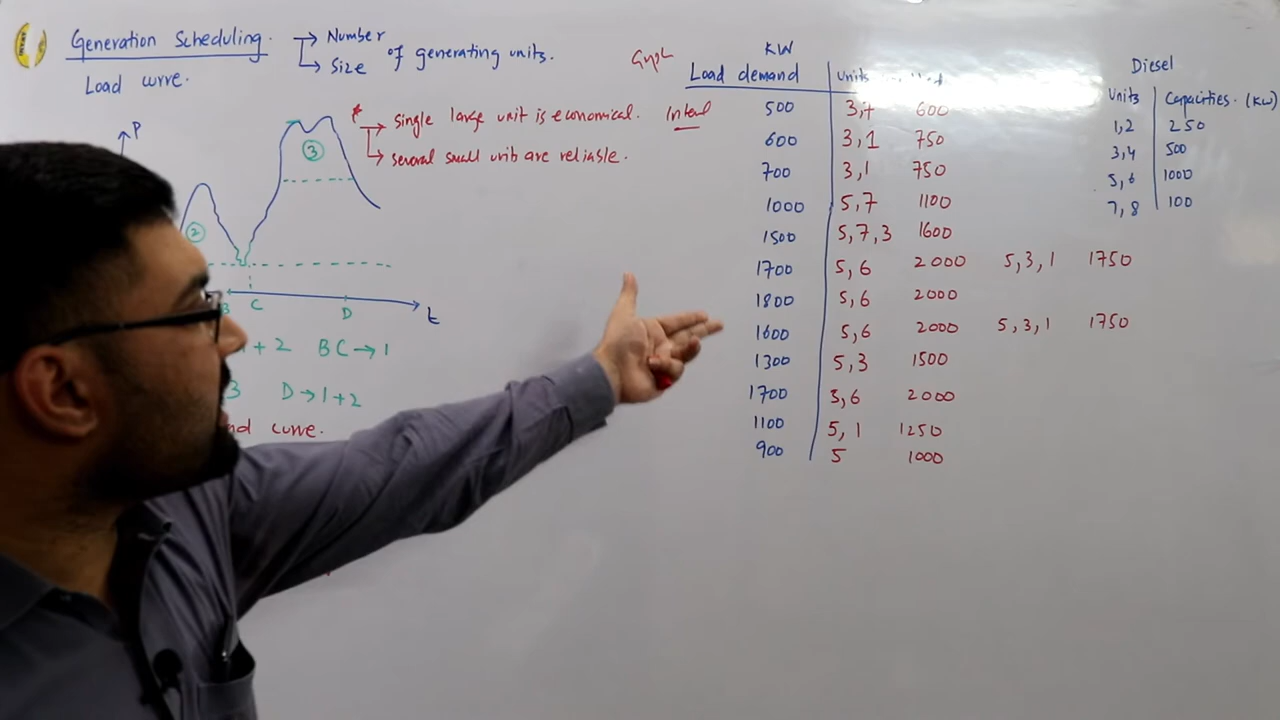 Generation Scheduling.
→ Number
→ Size
of generating units.
Load curve.
P
②
③
B C D t
1+2 BC→1
3 D→1+2
curve.
* → single large unit is economical.
→ several small units are reliable.
KW
Load demand | Units
500 | 3,7 600
600 | 3,1 750
700 | 3,1 750
1000 | 5,7 1100
1500 | 5,7,3 1600
1700 | 5,6 2000 5,3,1 1750
1800 | 5,6 2000
1600 | 5,6 2000 5,3,1 1750
1300 | 5,3 1500
1700 | 5,6 2000
1100 | 5,1 1250
900 | 5 1000
Diesel
Units | Capacities. (KW)
1,2 | 250
3,4 | 500
5,6 | 1000
7,8 | 100